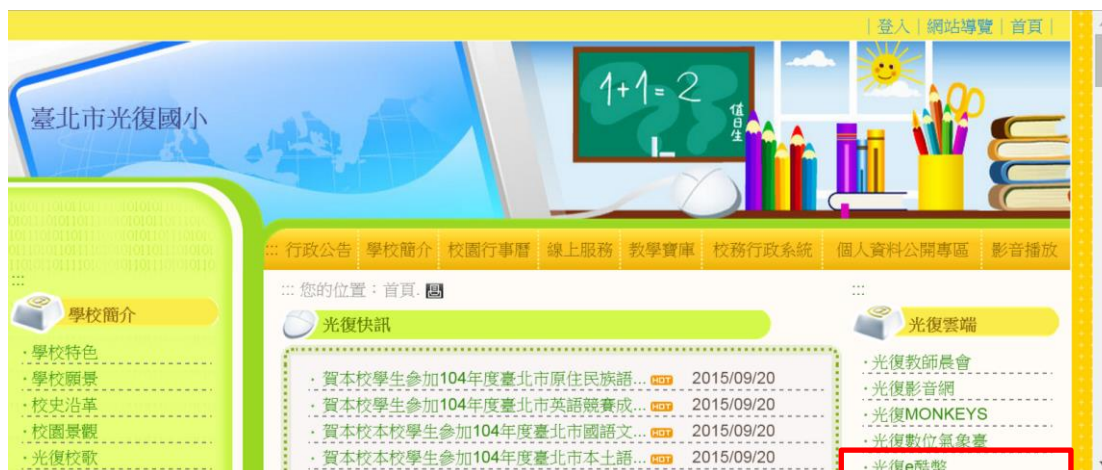 |登入|網站導覽|首頁|
臺北市光復國小
1+1=2
值日生
::: 行政公告 學校簡介 校園行事曆 線上服務 教學寶庫 校務行政系統 個人資料公開專區 影音播放
:::
學校簡介
·學校特色
·學校願景
·校史沿革
·校園景觀
·光復校歌
::: 您的位置：首頁.
光復快訊
·賀本校學生參加104年度臺北市原住民族語... HOT 2015/09/20
·賀本校學生參加104年度臺北市英語競賽成... HOT 2015/09/20
·賀本校本校學生參加104年度臺北市國語文... HOT 2015/09/20
·賀本校本校學生參加104年度臺北市本土語... HOT 2015/09/20
:::
光復雲端
·光復教師晨會
·光復影音網
·光復MONKEYS
·光復數位氣象臺
·光復e酷幣